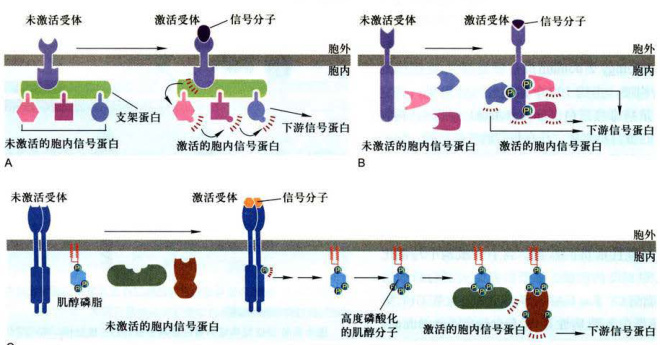 未激活受体
激活受体
信号分子
胞外
胞内
支架蛋白
下游信号蛋白
未激活的胞内信号蛋白
激活的胞内信号蛋白
A
未激活受体
激活受体
信号分子
胞外
胞内
Pi
Pi
Pi
下游信号蛋白
未激活的胞内信号蛋白
激活的胞内信号蛋白
B
未激活受体
激活受体
信号分子
胞外
胞内
肌醇磷脂
未激活的胞内信号蛋白
高度磷酸化
的肌醇分子
激活的胞内信号蛋白
下游信号蛋白